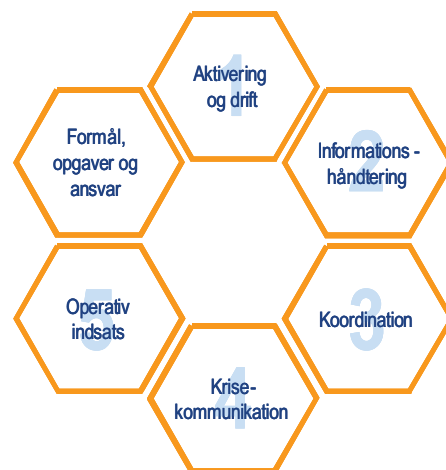 1
Aktivering
og drift
2
Informations -
håndtering
3
Koordination
4
Krise-
kommunikation
5
Operativ
indsats
Formål,
opgaver og
ansvar